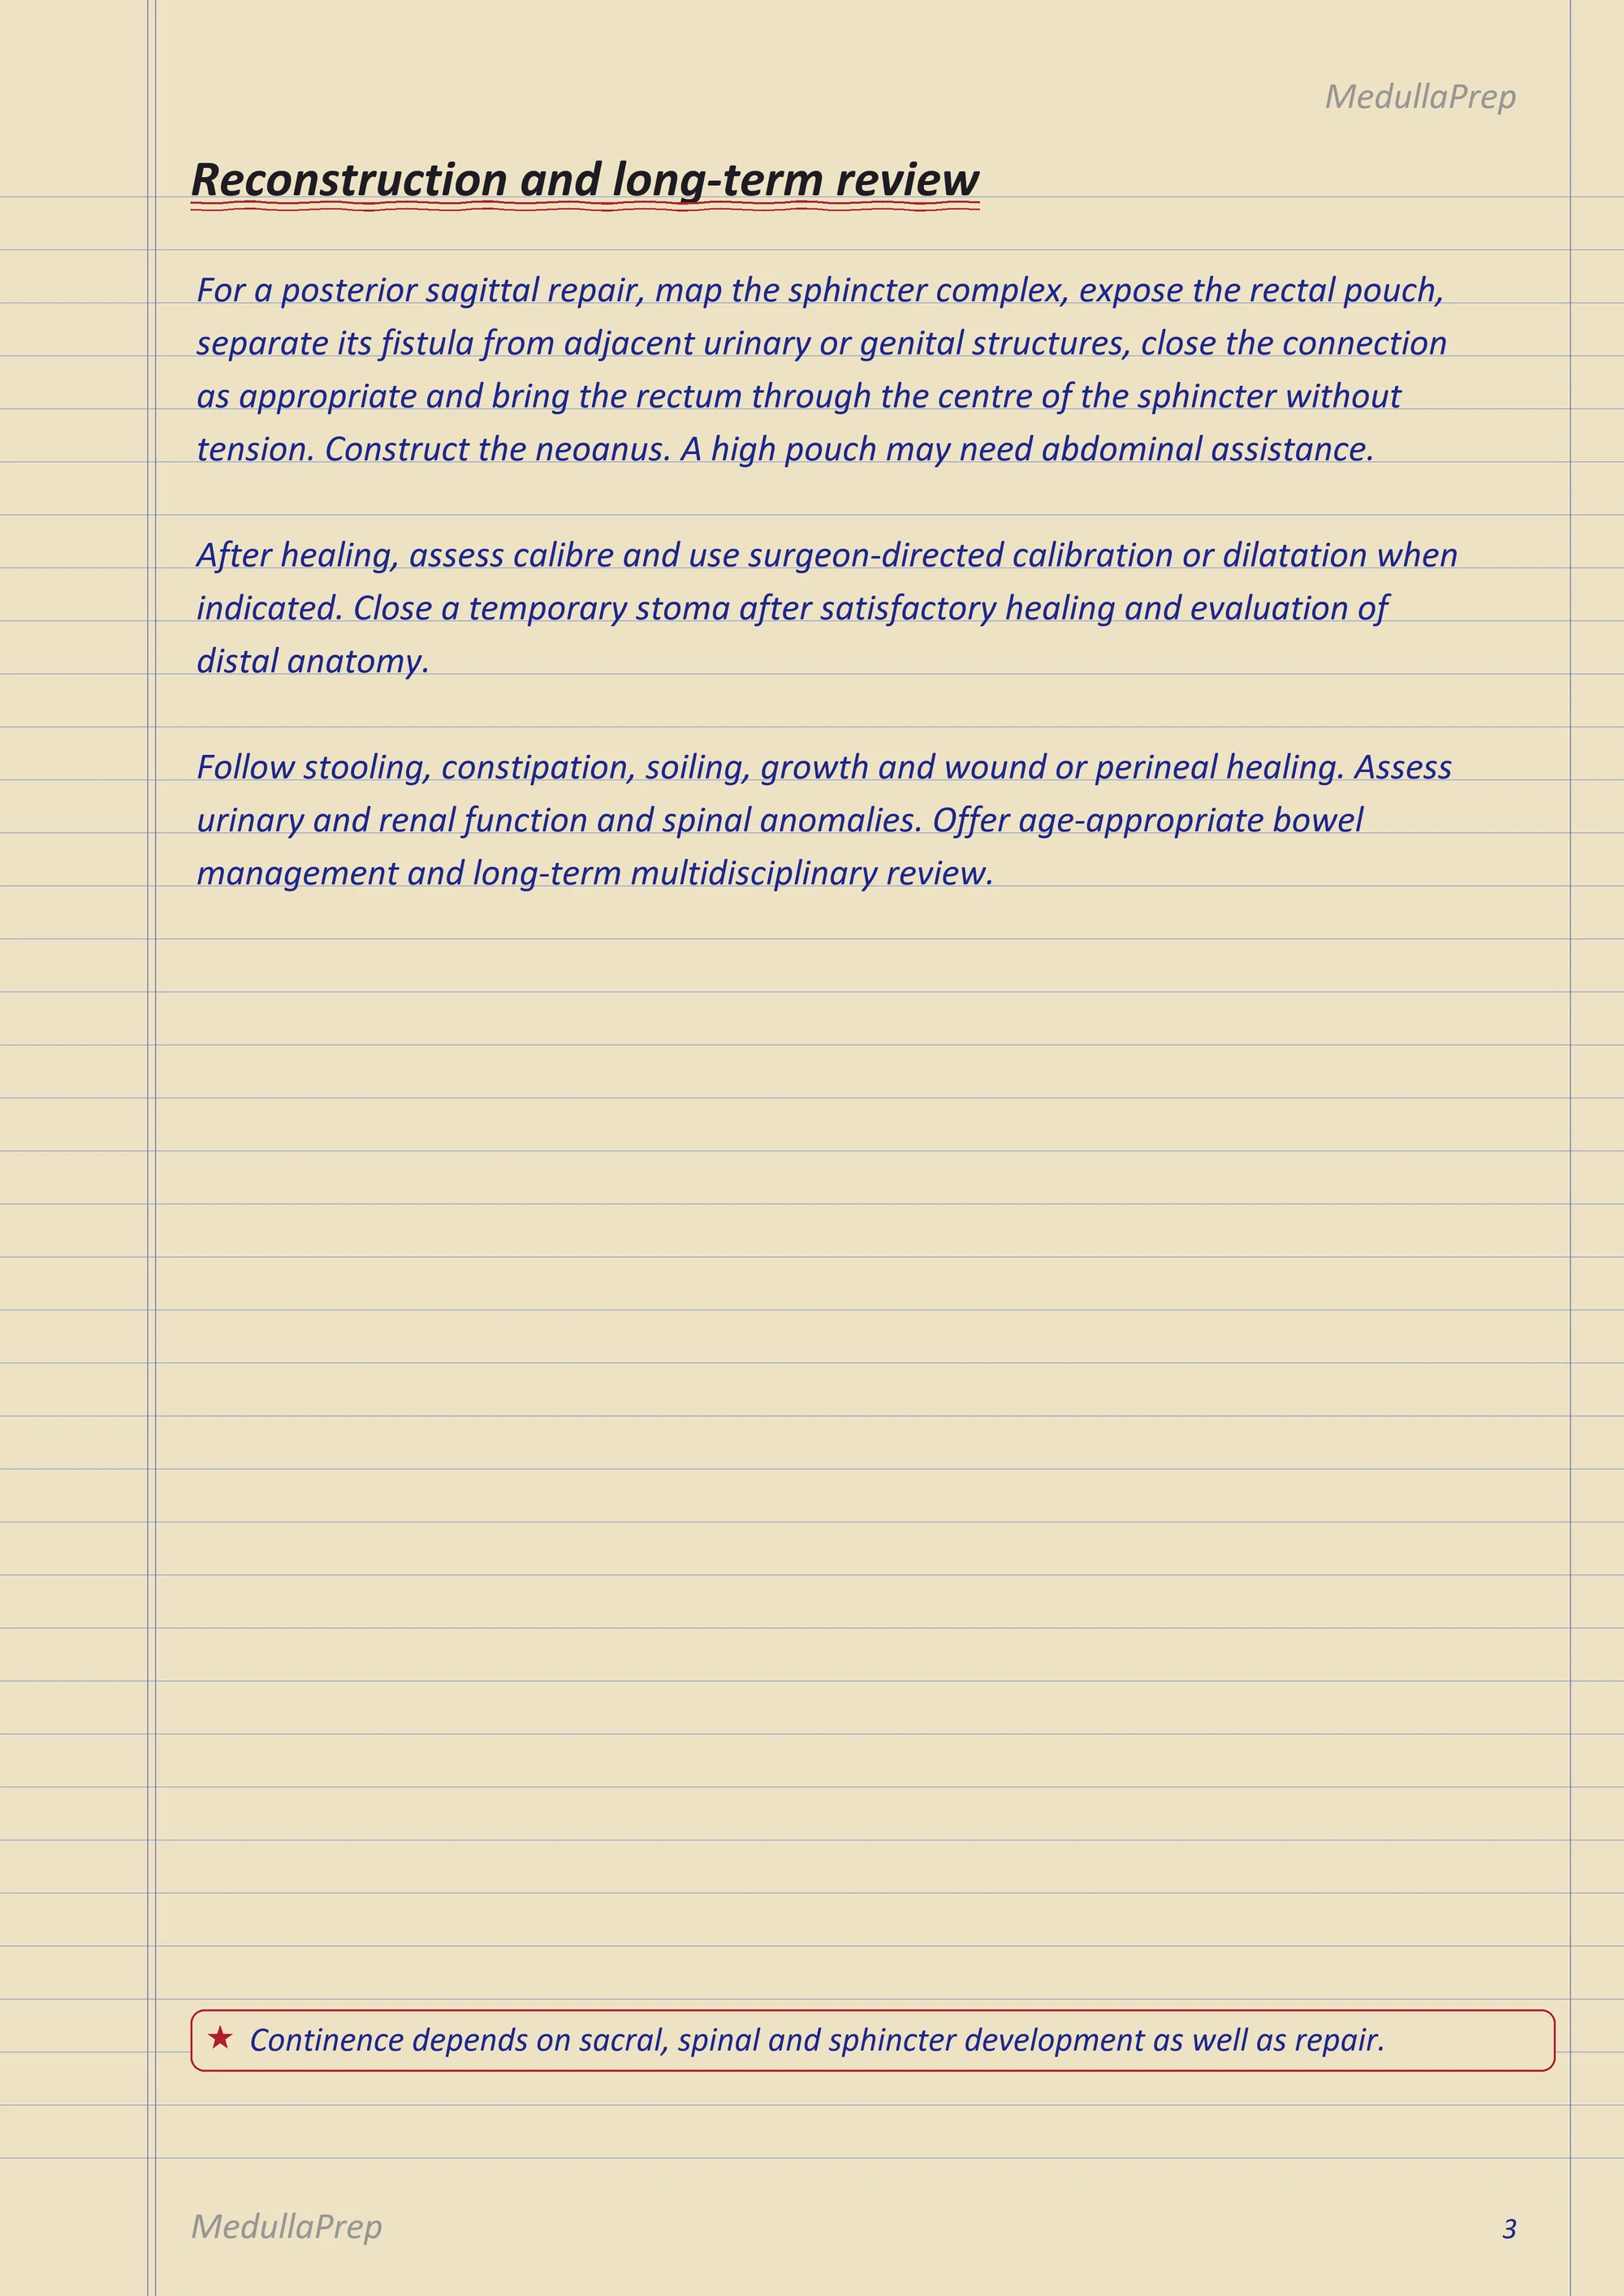 MedullaPrep
Reconstruction and long-term review
For a posterior sagittal repair, map the sphincter complex, expose the rectal pouch,
separate its fistula from adjacent urinary or genital structures, close the connection
as appropriate and bring the rectum through the centre of the sphincter without
tension. Construct the neoanus. A high pouch may need abdominal assistance.
After healing, assess calibre and use surgeon-directed calibration or dilatation when
indicated. Close a temporary stoma after satisfactory healing and evaluation of
distal anatomy.
Follow stooling, constipation, soiling, growth and wound or perineal healing. Assess
urinary and renal function and spinal anomalies. Offer age-appropriate bowel
management and long-term multidisciplinary review.
★ Continence depends on sacral, spinal and sphincter development as well as repair.
MedullaPrep
3